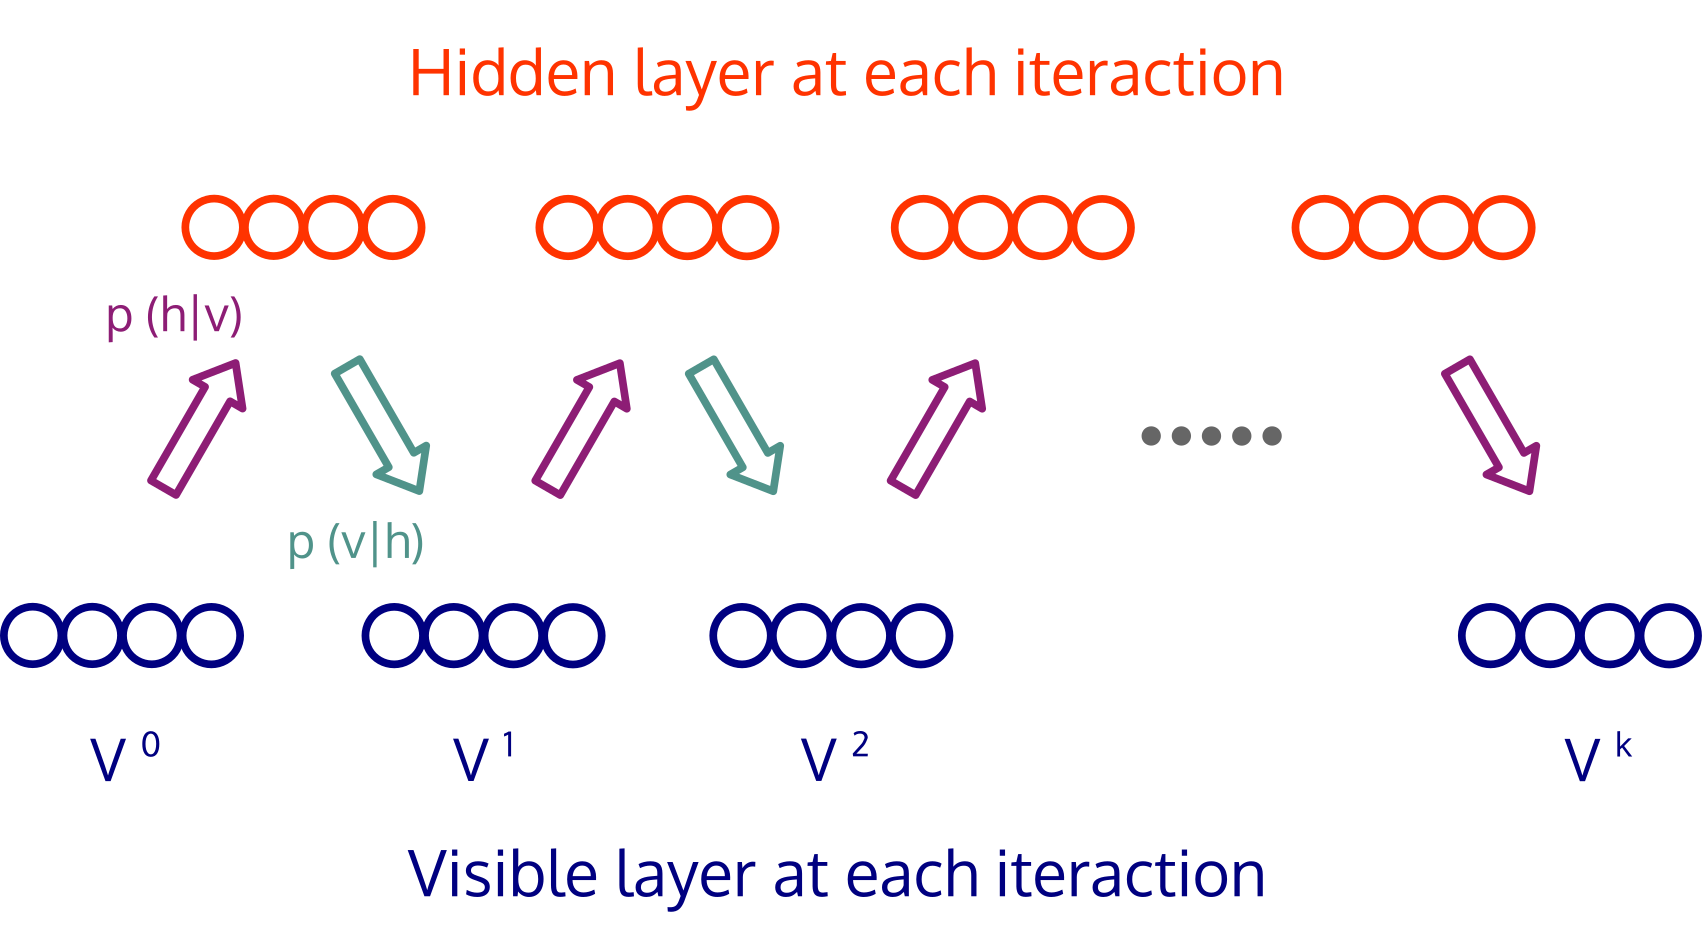 Hidden layer at each iteraction
p (h|v)
p (v|h)
V 0
V 1
V 2
V k
Visible layer at each iteraction